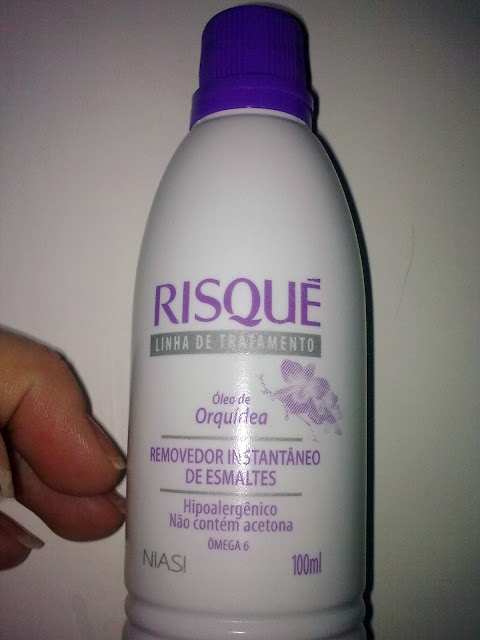 RISQUÉ
LINHA DE TRATAMENTO
Óleo de
Orquídea
REMOVEDOR INSTANTÂNEO
DE ESMALTES
Hipoalergênico
Não contém acetona
ÔMEGA 6
NIASI 100ml